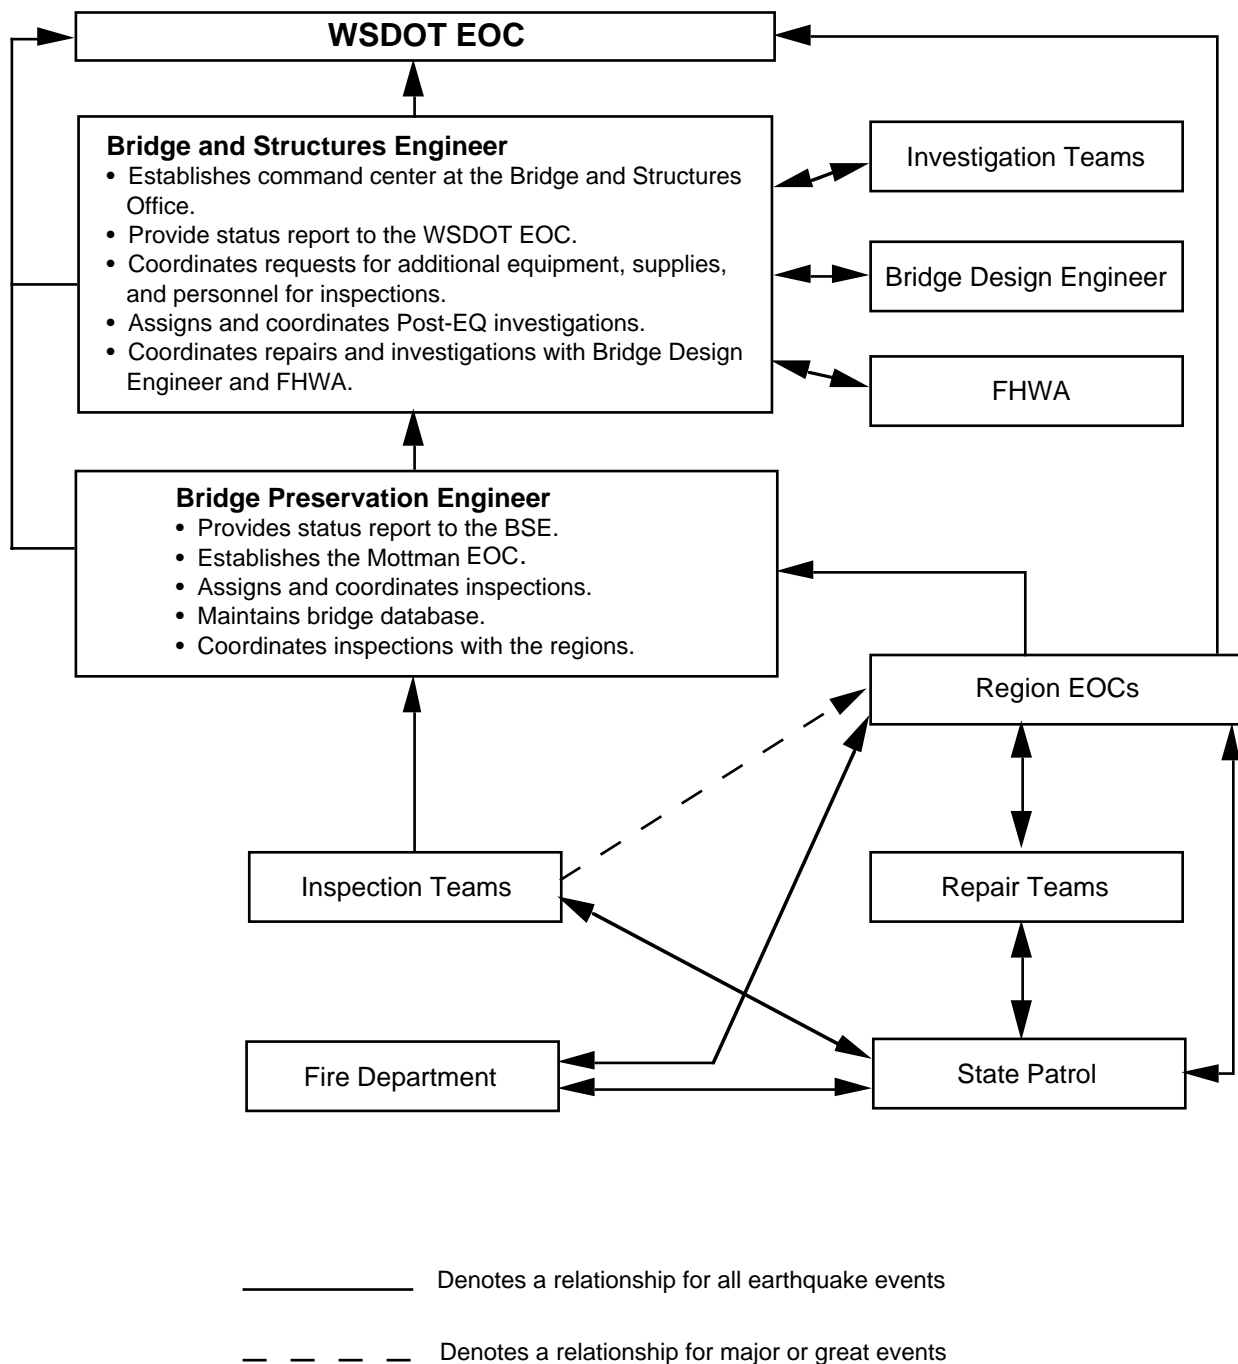 WSDOT EOC
Bridge and Structures Engineer
• Establishes command center at the Bridge and Structures
Office.
• Provide status report to the WSDOT EOC.
• Coordinates requests for additional equipment, supplies,
and personnel for inspections.
• Assigns and coordinates Post-EQ investigations.
• Coordinates repairs and investigations with Bridge Design
Engineer and FHWA.
Investigation Teams
Bridge Design Engineer
FHWA
Bridge Preservation Engineer
• Provides status report to the BSE.
• Establishes the Mottman EOC.
• Assigns and coordinates inspections.
• Maintains bridge database.
• Coordinates inspections with the regions.
Region EOCs
Inspection Teams
Repair Teams
Fire Department
State Patrol
Denotes a relationship for all earthquake events
Denotes a relationship for major or great events